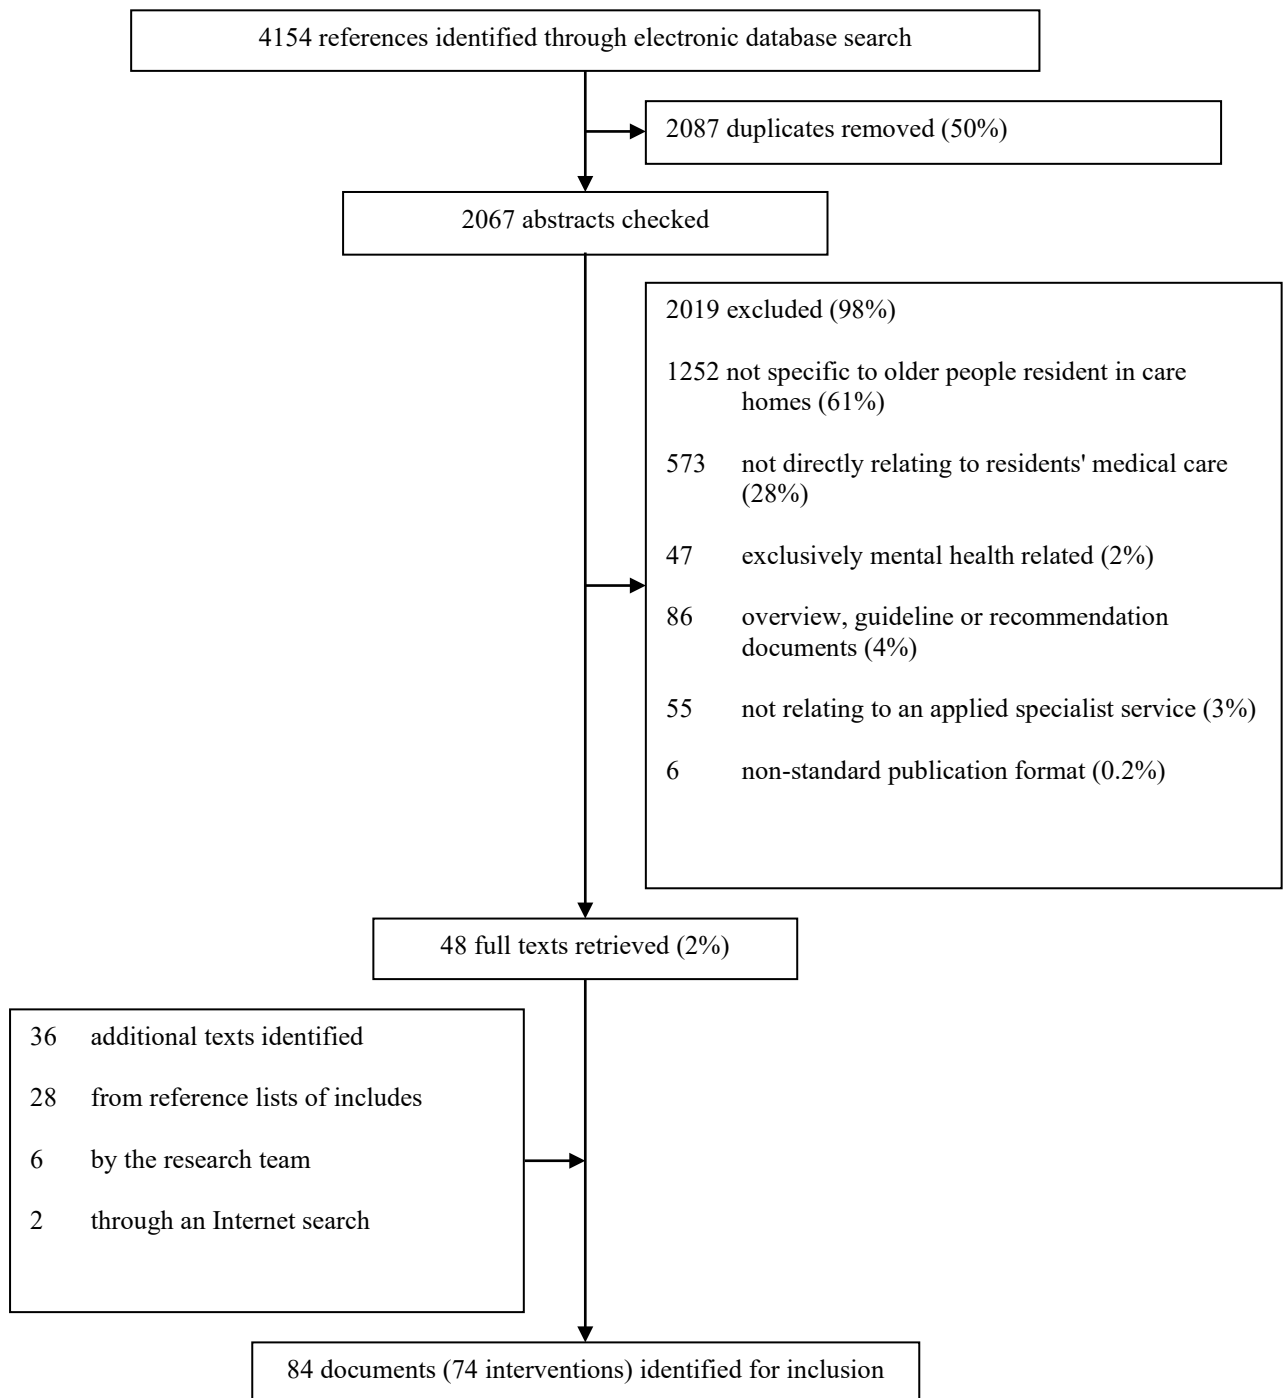 4154 references identified through electronic database search
2087 duplicates removed (50%)
2067 abstracts checked
2019 excluded (98%)
1252 not specific to older people resident in care
homes (61%)
573 not directly relating to residents' medical care
(28%)
47 exclusively mental health related (2%)
86 overview, guideline or recommendation
documents (4%)
55 not relating to an applied specialist service (3%)
6 non-standard publication format (0.2%)
48 full texts retrieved (2%)
36 additional texts identified
28 from reference lists of includes
6 by the research team
2 through an Internet search
84 documents (74 interventions) identified for inclusion